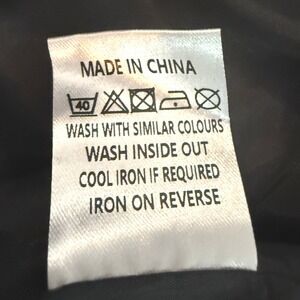 MADE IN CHINA
40
WASH WITH SIMILAR COLOURS
WASH INSIDE OUT
COOL IRON IF REQUIRED
IRON ON REVERSE